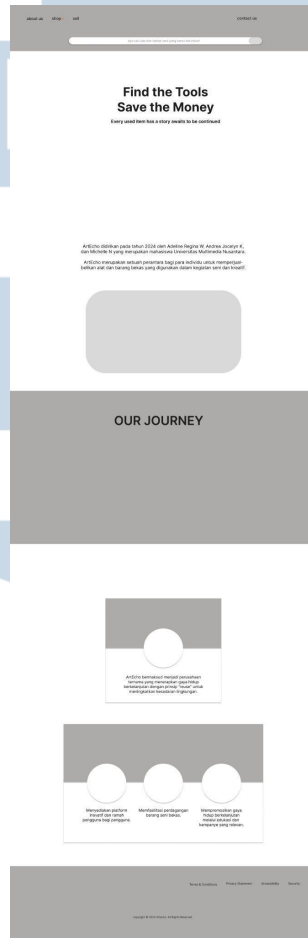 about us shop sell contact us
Find the Tools
Save the Money
Every used item has a story awaits to be continued
ArtEcho didirikan pada tahun 2024 oleh Adeline Regina W, Andrea Jocelyn K,
dan Michelle N yang merupakan mahasiswa Universitas Multimedia Nusantara.
ArtEcho merupakan sebuah perantara bagi para individu untuk memperjual-
belikan alat dan barang bekas yang digunakan dalam kegiatan seni dan kreatif.
OUR JOURNEY
ArtEcho bermaksud menjadi perusahaan
ternama yang menerapkan gaya hidup
berkelanjutan dengan prinsip "reuse" untuk
meningkatkan kesadaran lingkungan.
Menyediakan platform
inovatif dan ramah
pengguna bagi pengguna.
Memfasilitasi perdagangan
barang seni bekas.
Mempromosikan gaya
hidup berkelanjutan
melalui edukasi dan
kampanye yang relevan.
Terms & Conditions Privacy Statement Accessibility Security